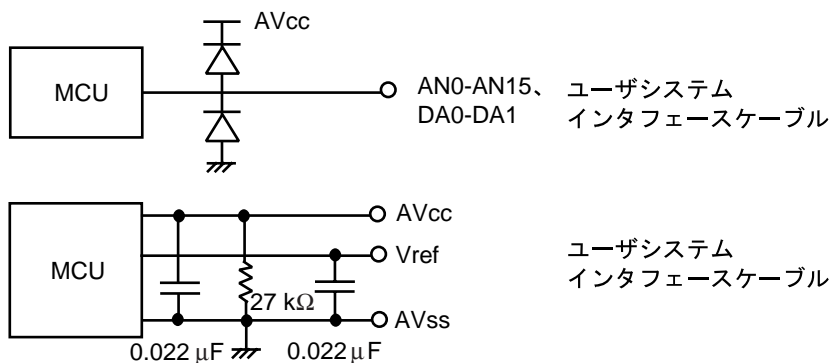 AVcc
MCU
AN0-AN15、
DA0-DA1
ユーザシステム
インタフェースケーブル
MCU
AVcc
Vref
AVss
27 kΩ
0.022 μF
0.022 μF
ユーザシステム
インタフェースケーブル